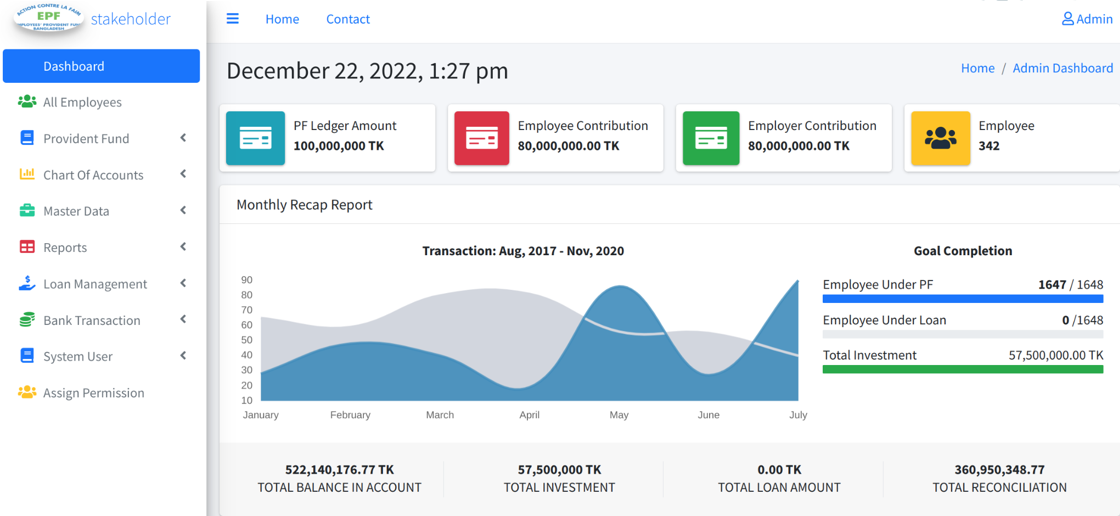 ACTION CONTRE LA FAIM
EPF
EMPLOYEES' PROVIDENT FUND
BANGLADESH
stakeholder
Home
Contact
Admin
Dashboard
All Employees
Provident Fund
Chart Of Accounts
Master Data
Reports
Loan Management
Bank Transaction
System User
Assign Permission
December 22, 2022, 1:27 pm
Home / Admin Dashboard
PF Ledger Amount
100,000,000 TK
Employee Contribution
80,000,000.00 TK
Employer Contribution
80,000,000.00 TK
Employee
342
Monthly Recap Report
Transaction: Aug, 2017 - Nov, 2020
90
80
70
60
50
40
30
20
10
January February March April May June July
Goal Completion
Employee Under PF 1647 / 1648
Employee Under Loan 0 /1648
Total Investment 57,500,000.00 TK
522,140,176.77 TK
TOTAL BALANCE IN ACCOUNT
57,500,000 TK
TOTAL INVESTMENT
0.00 TK
TOTAL LOAN AMOUNT
360,950,348.77
TOTAL RECONCILIATION